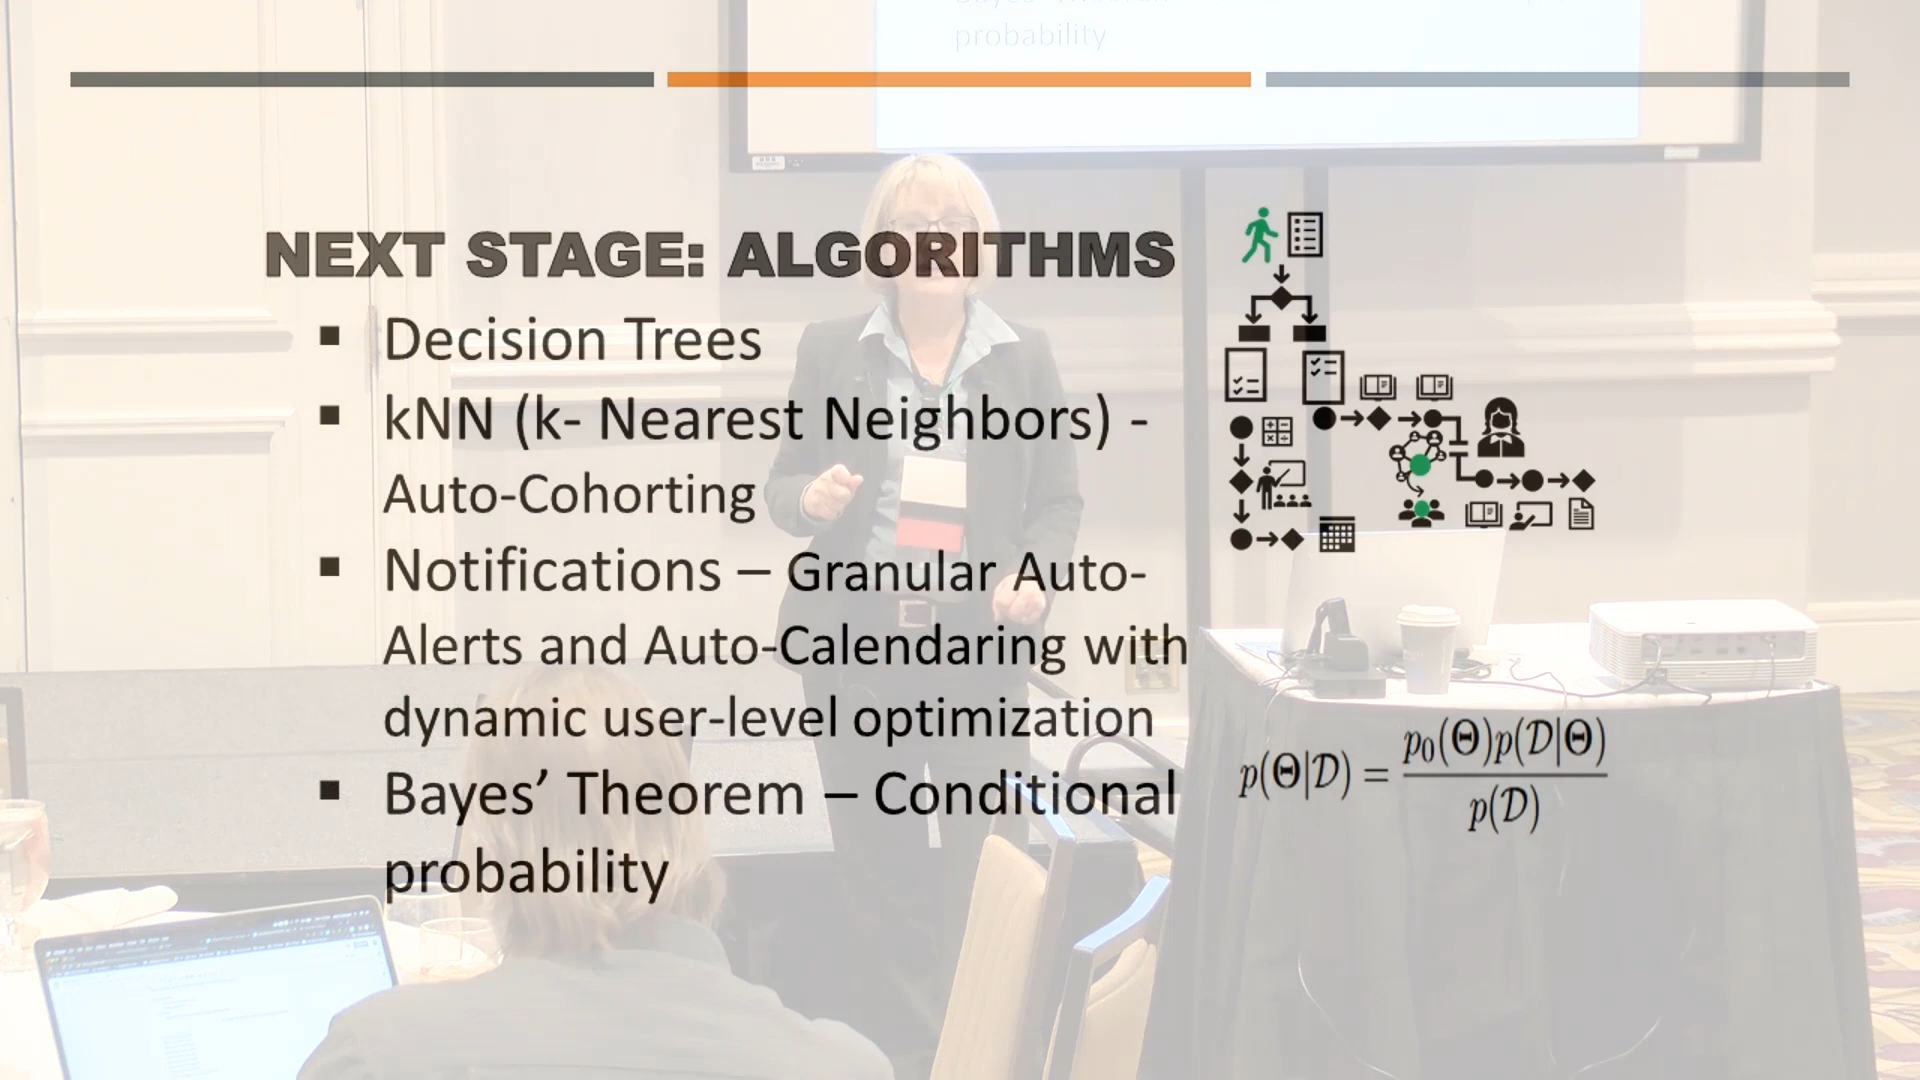 probability
NEXT STAGE: ALGORITHMS
▪ Decision Trees
▪ kNN (k- Nearest Neighbors) -
Auto-Cohorting
▪ Notifications – Granular Auto-
Alerts and Auto-Calendaring with
dynamic user-level optimization
▪ Bayes’ Theorem – Conditional
probability
p(Θ|D) = p₀(Θ)p(D|Θ) / p(D)